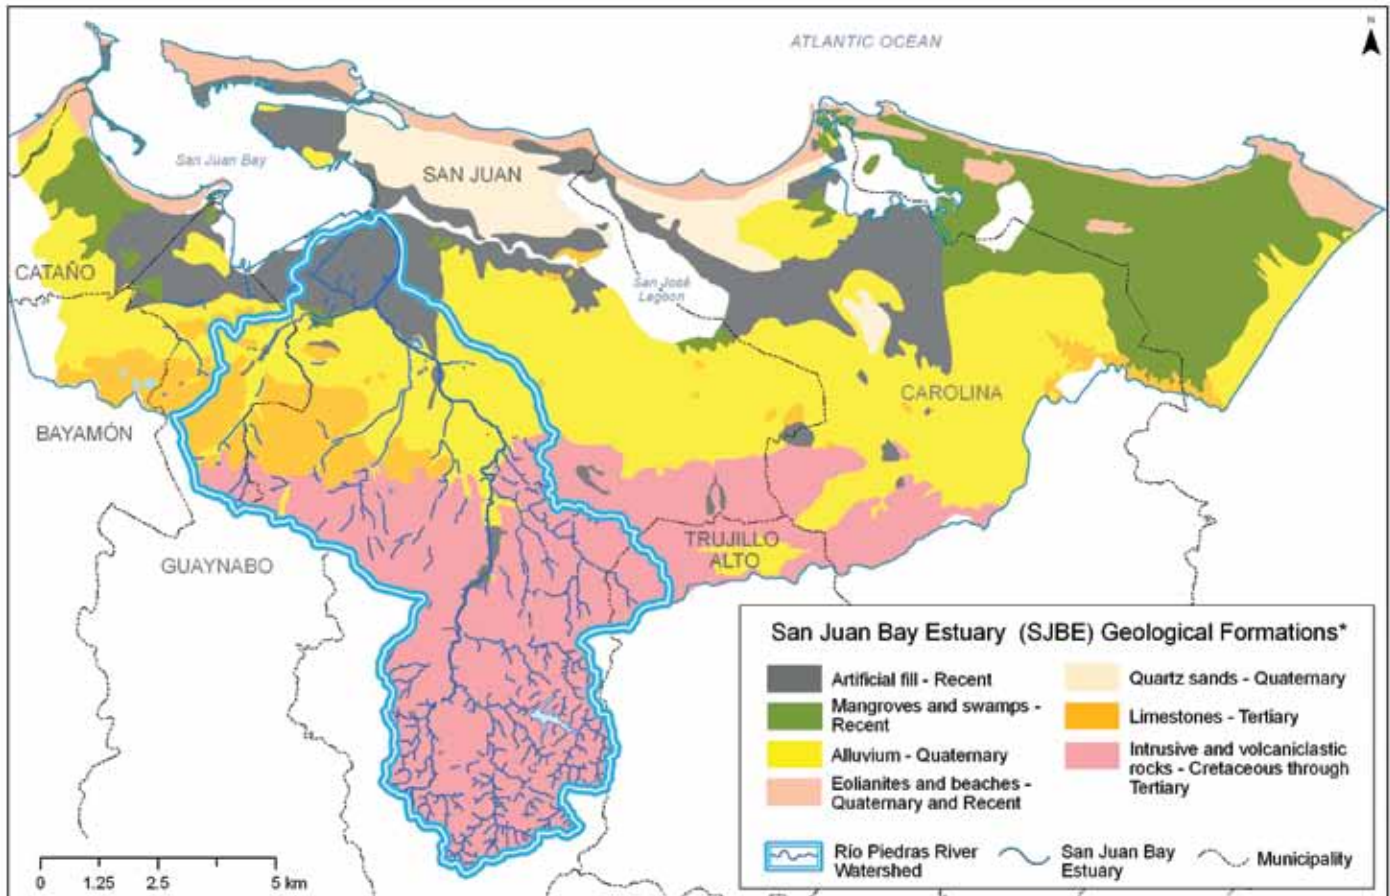 N
ATLANTIC OCEAN
San Juan Bay
SAN JUAN
CATAÑO
San José
Lagoon
CAROLINA
BAYAMÓN
TRUJILLO
ALTO
GUAYNABO
San Juan Bay Estuary (SJBE) Geological Formations*
Artificial fill - Recent
Mangroves and swamps -
Recent
Alluvium - Quaternary
Eolianites and beaches -
Quaternary and Recent
Quartz sands - Quaternary
Limestones - Tertiary
Intrusive and volcaniclastic
rocks - Cretaceous through
Tertiary
Río Piedras River
Watershed
San Juan Bay
Estuary
Municipality
0 1.25 2.5 5 km